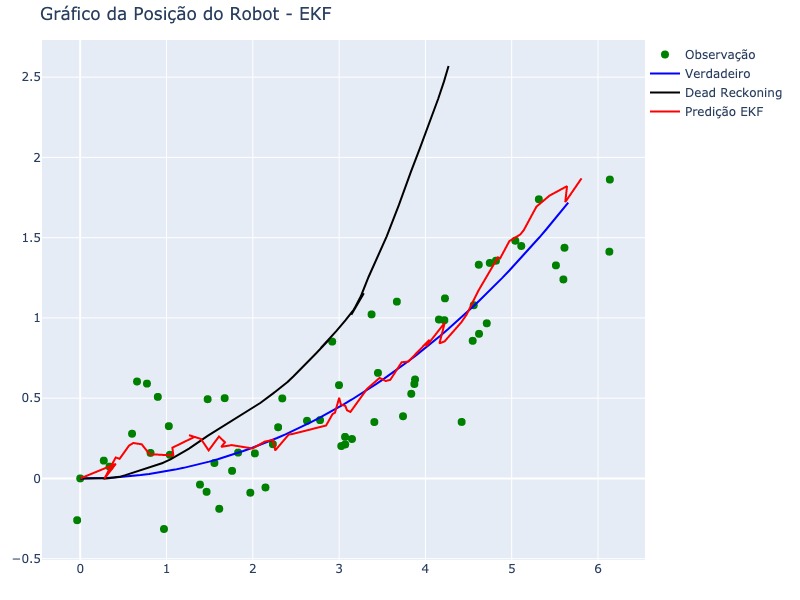 Gráfico da Posição do Robot - EKF
Observação
Verdadeiro
Dead Reckoning
Predição EKF
2.5
2
1.5
1
0.5
0
−0.5
0 1 2 3 4 5 6